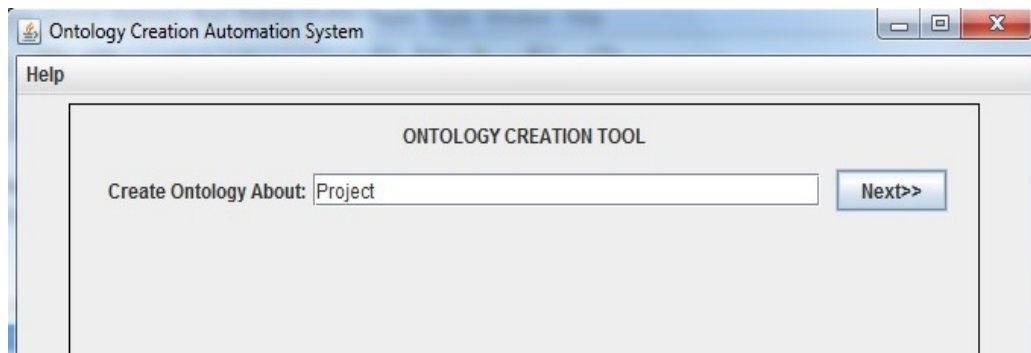 Ontology Creation Automation System
Help
ONTOLOGY CREATION TOOL
Create Ontology About: Project Next>>